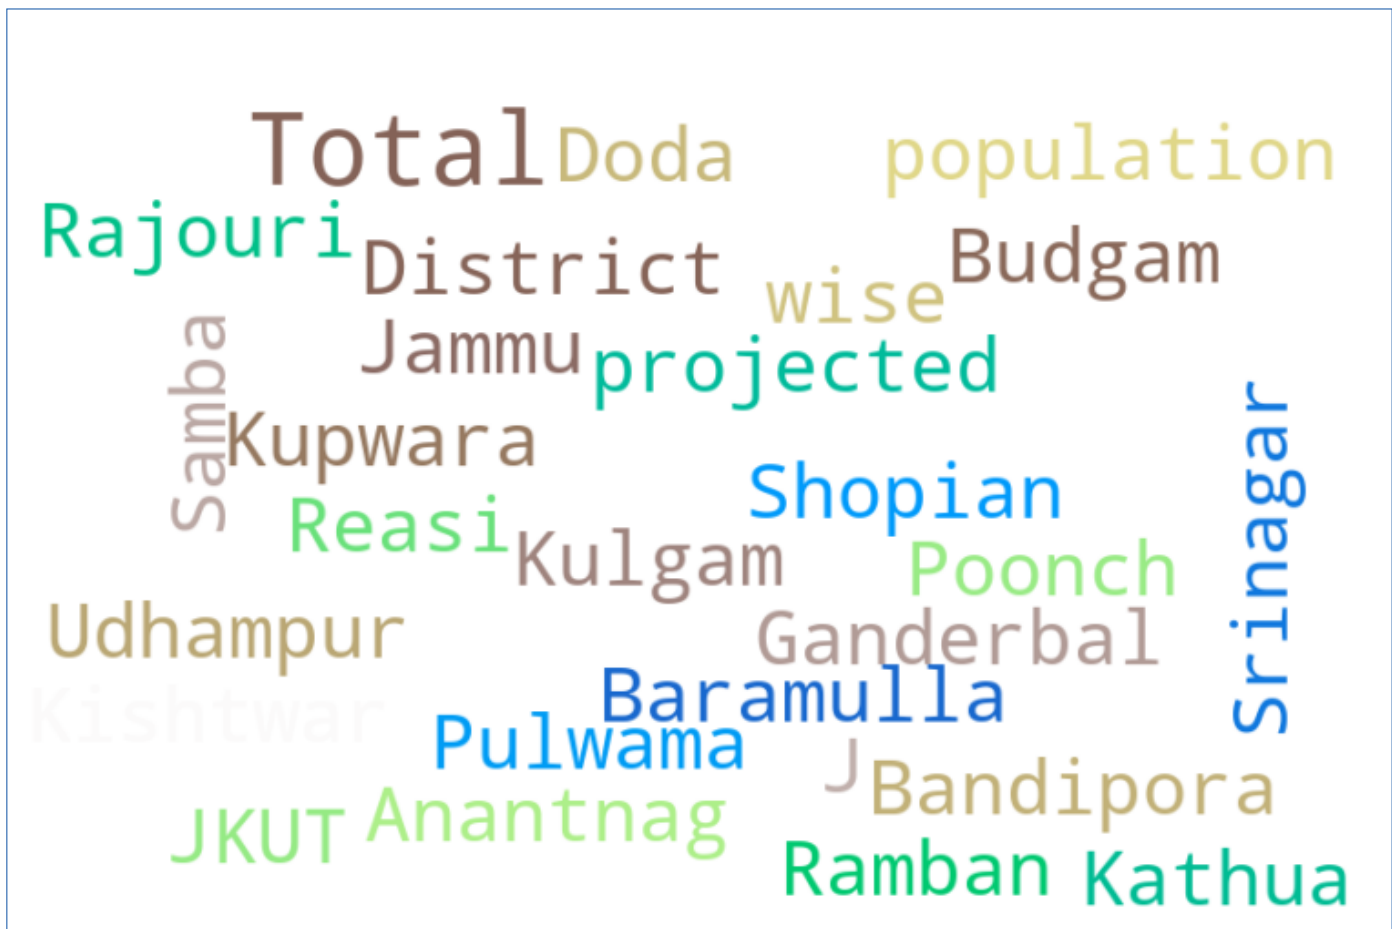 Total Doda population
Rajouri
District wise Budgam
Samba
Jammu projected
Kupwara
Srinagar
Shopian
Reasi Kulgam Poonch
Udhampur Ganderbal
Kishtwar Baramulla
Pulwama J Bandipora
JKUT Anantnag
Ramban Kathua